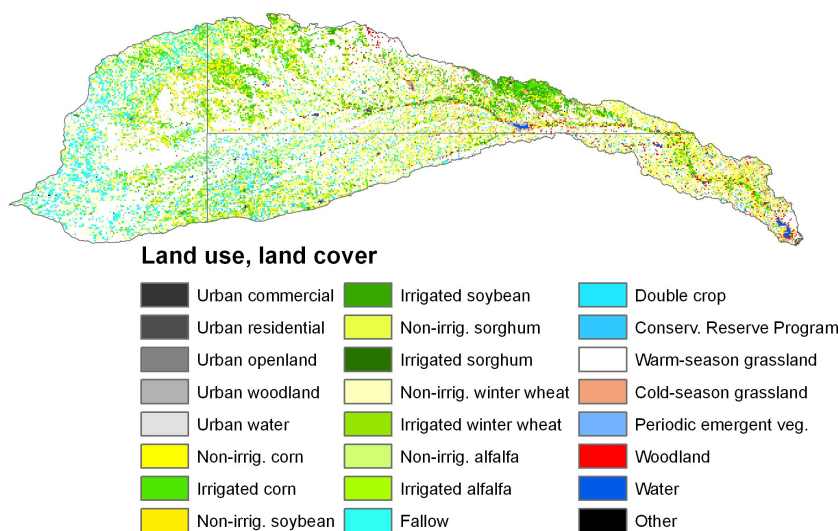 Land use, land cover
Urban commercial
Urban residential
Urban openland
Urban woodland
Urban water
Non-irrig. corn
Irrigated corn
Non-irrig. soybean
Irrigated soybean
Non-irrig. sorghum
Irrigated sorghum
Non-irrig. winter wheat
Irrigated winter wheat
Non-irrig. alfalfa
Irrigated alfalfa
Fallow
Double crop
Conserv. Reserve Program
Warm-season grassland
Cold-season grassland
Periodic emergent veg.
Woodland
Water
Other